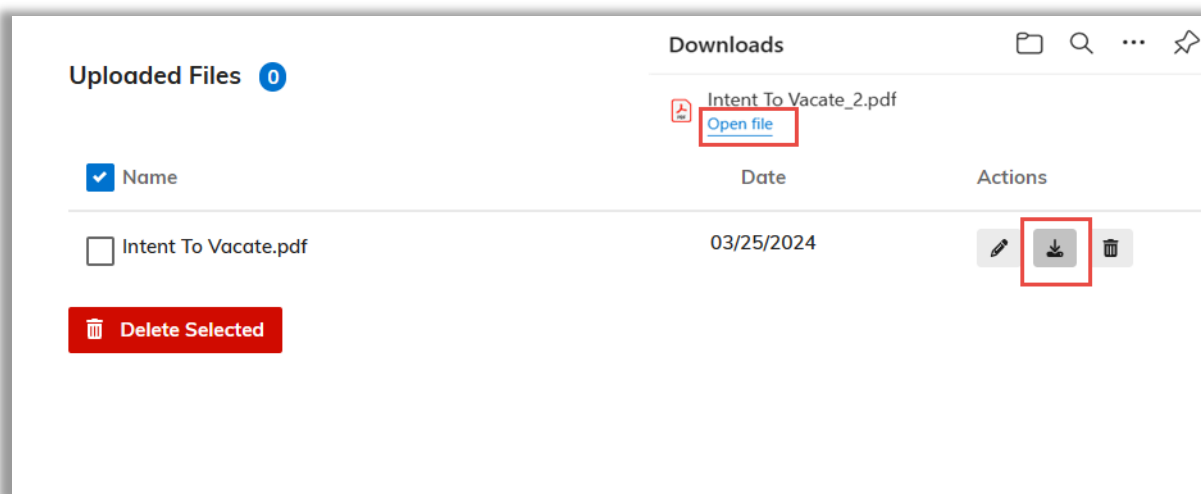 Downloads
Uploaded Files 0
Intent To Vacate_2.pdf
Open file
Name Date Actions
Intent To Vacate.pdf 03/25/2024
Delete Selected